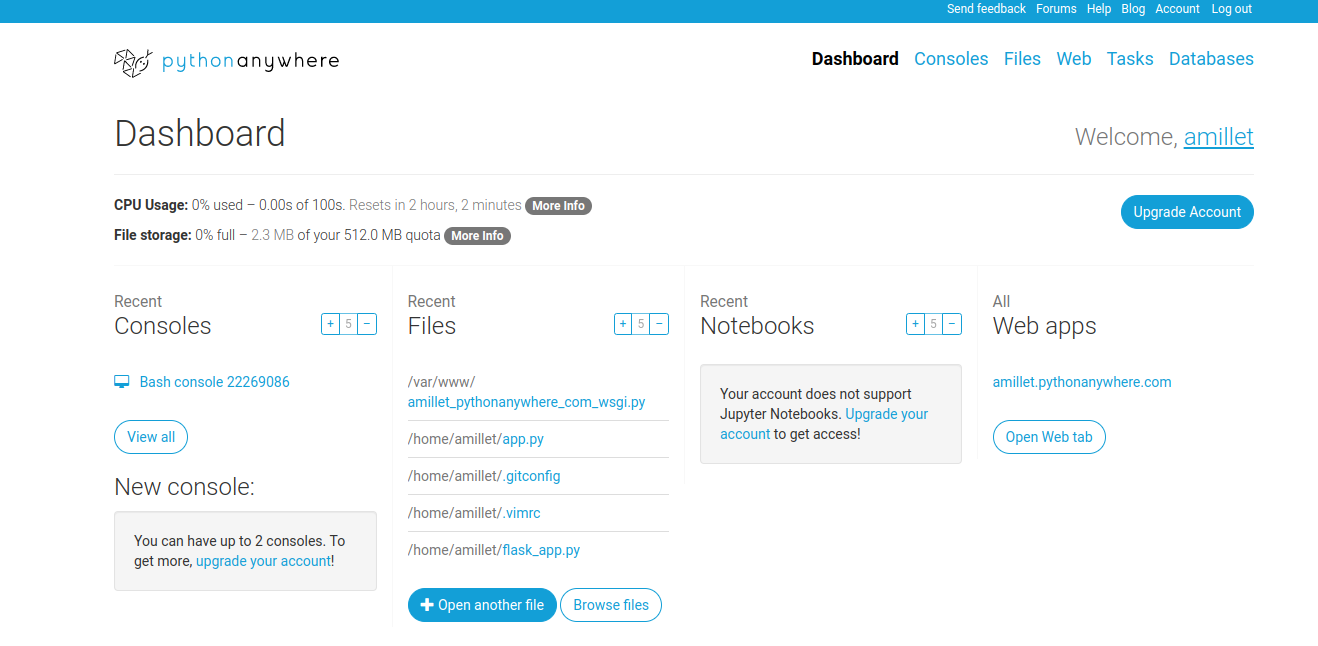 Send feedback Forums Help Blog Account Log out
pythonanywhere
Dashboard Consoles Files Web Tasks Databases
Dashboard
Welcome, amillet
CPU Usage: 0% used – 0.00s of 100s. Resets in 2 hours, 2 minutes More Info
File storage: 0% full – 2.3 MB of your 512.0 MB quota More Info
Upgrade Account
Recent
Consoles
+ 5 −
Bash console 22269086
View all
New console:
You can have up to 2 consoles. To
get more, upgrade your account!
Recent
Files
+ 5 −
/var/www/
amillet_pythonanywhere_com_wsgi.py
/home/amillet/app.py
/home/amillet/.gitconfig
/home/amillet/.vimrc
/home/amillet/flask_app.py
+ Open another file
Browse files
Recent
Notebooks
+ 5 −
Your account does not support
Jupyter Notebooks. Upgrade your
account to get access!
All
Web apps
amillet.pythonanywhere.com
Open Web tab